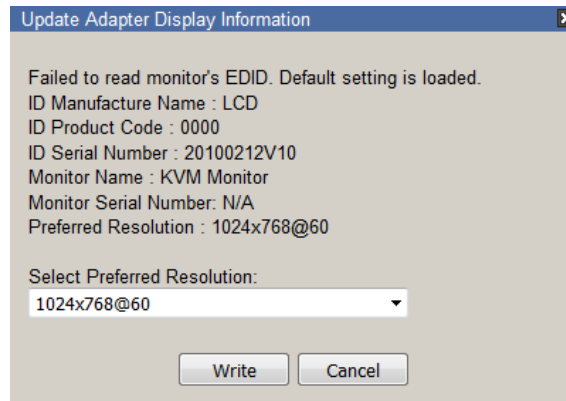 Update Adapter Display Information
Failed to read monitor's EDID. Default setting is loaded.
ID Manufacture Name : LCD
ID Product Code : 0000
ID Serial Number : 20100212V10
Monitor Name : KVM Monitor
Monitor Serial Number: N/A
Preferred Resolution : 1024x768@60
Select Preferred Resolution:
1024x768@60
Write Cancel